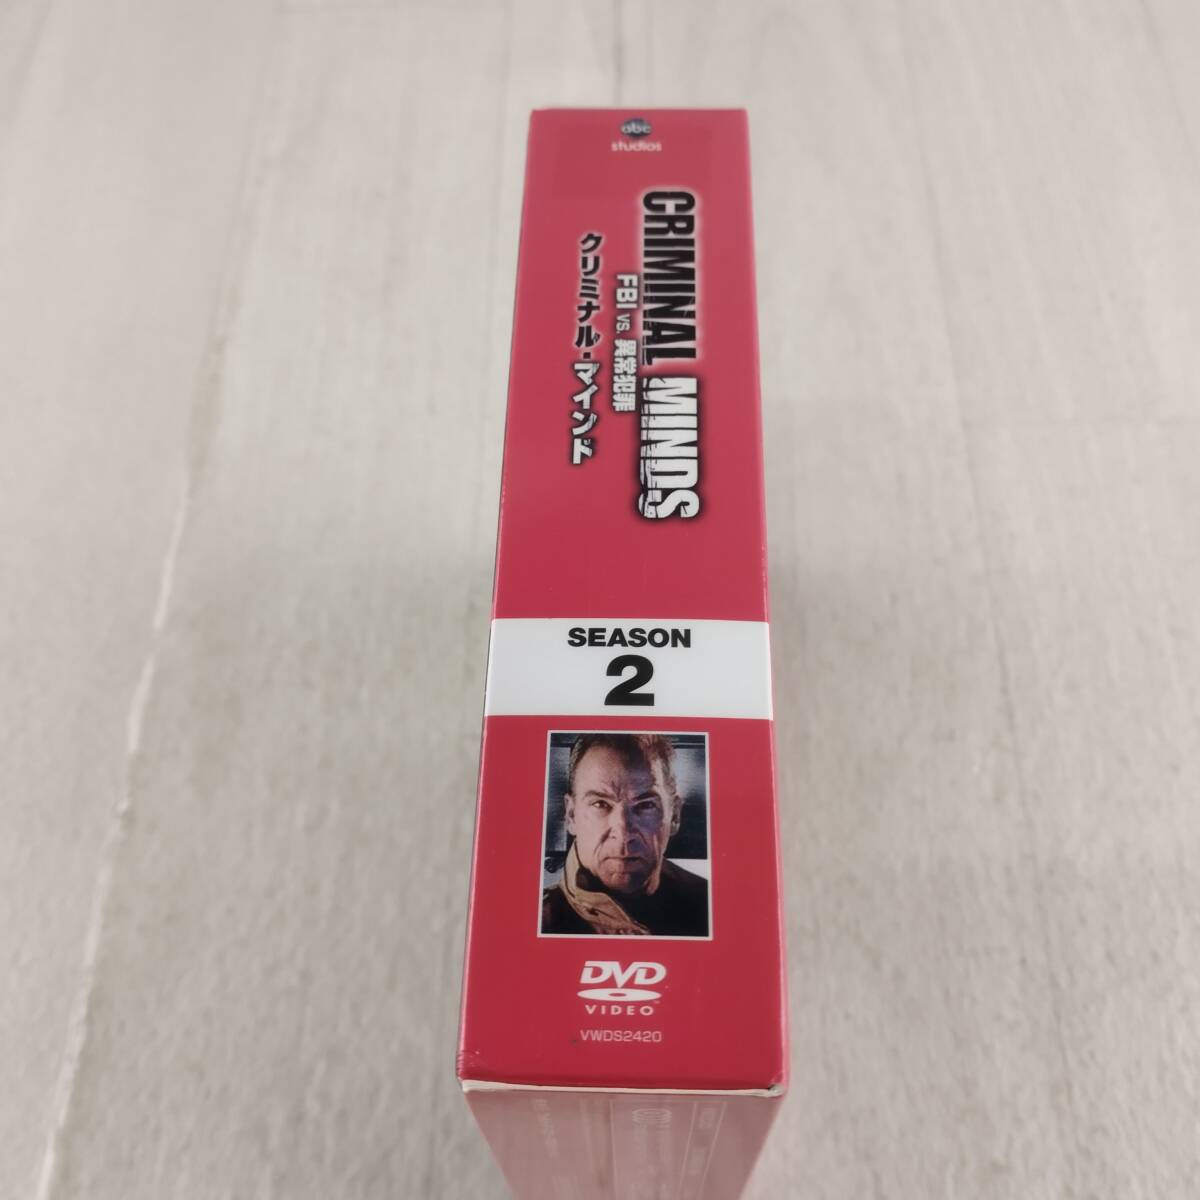 abc
studios
CRIMINAL MINDS
FBI vs. 異常犯罪
クリミナル・マインド
SEASON
2
DVD
VIDEO™
VWDS2420